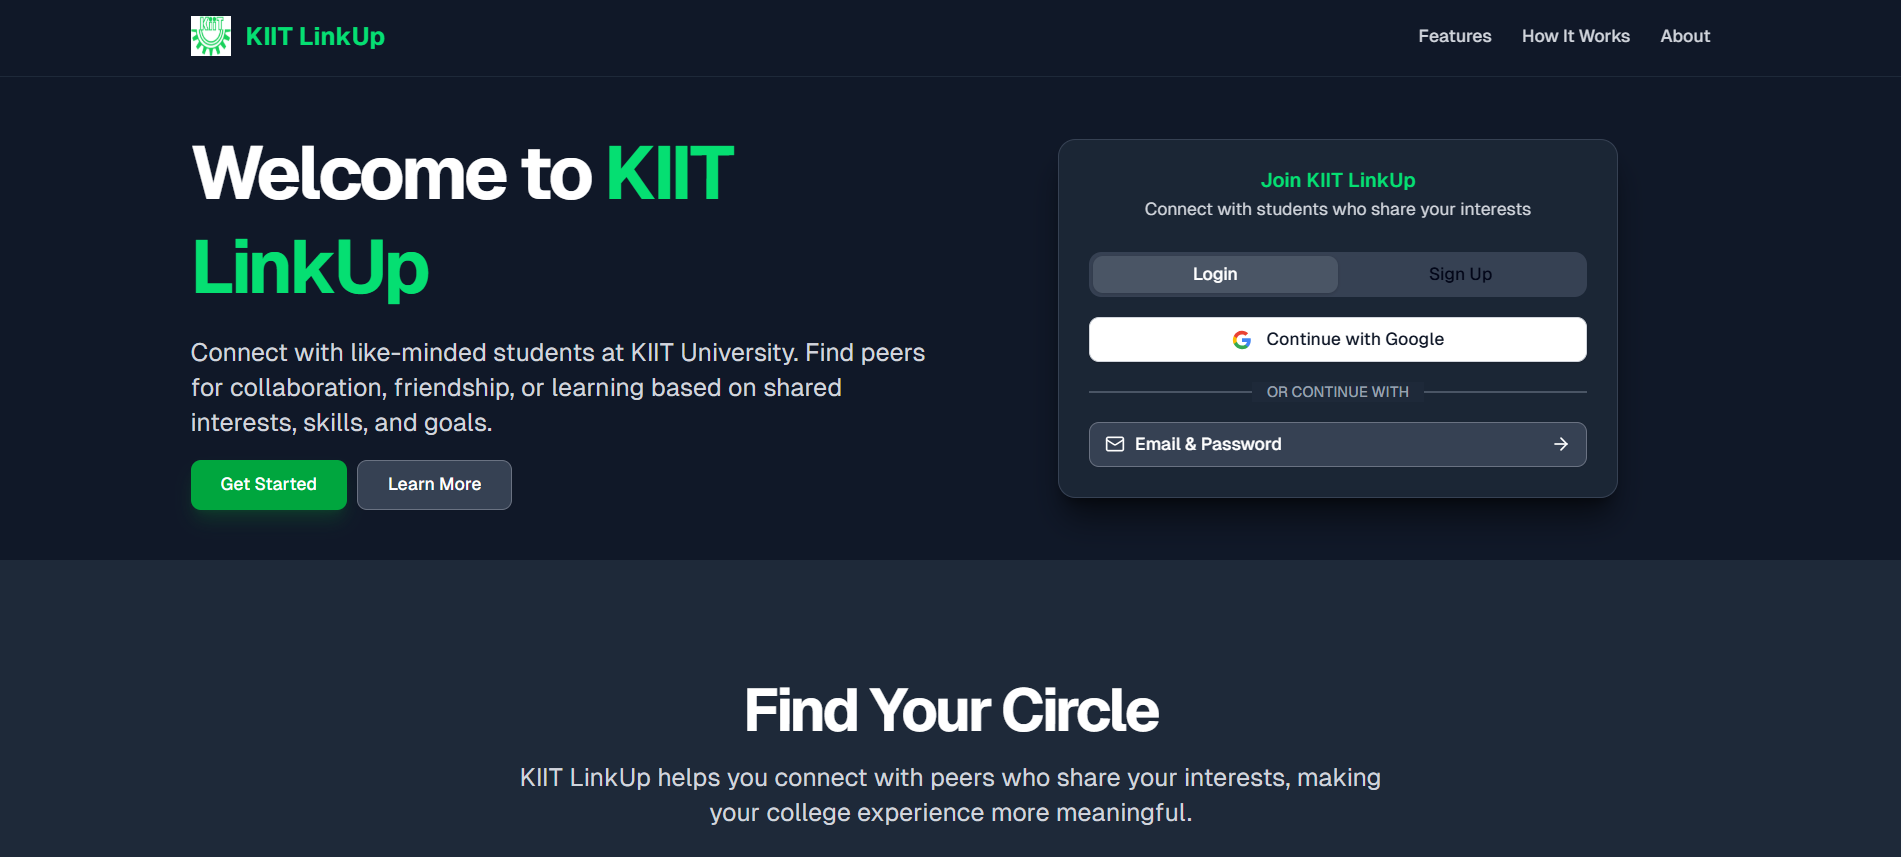 KIIT
KIIT LinkUp
Features
How It Works
About
Welcome to KIIT
LinkUp
Connect with like-minded students at KIIT University. Find peers
for collaboration, friendship, or learning based on shared
interests, skills, and goals.
Get Started
Learn More
Join KIIT LinkUp
Connect with students who share your interests
Login
Sign Up
Continue with Google
OR CONTINUE WITH
Email & Password
Find Your Circle
KIIT LinkUp helps you connect with peers who share your interests, making
your college experience more meaningful.